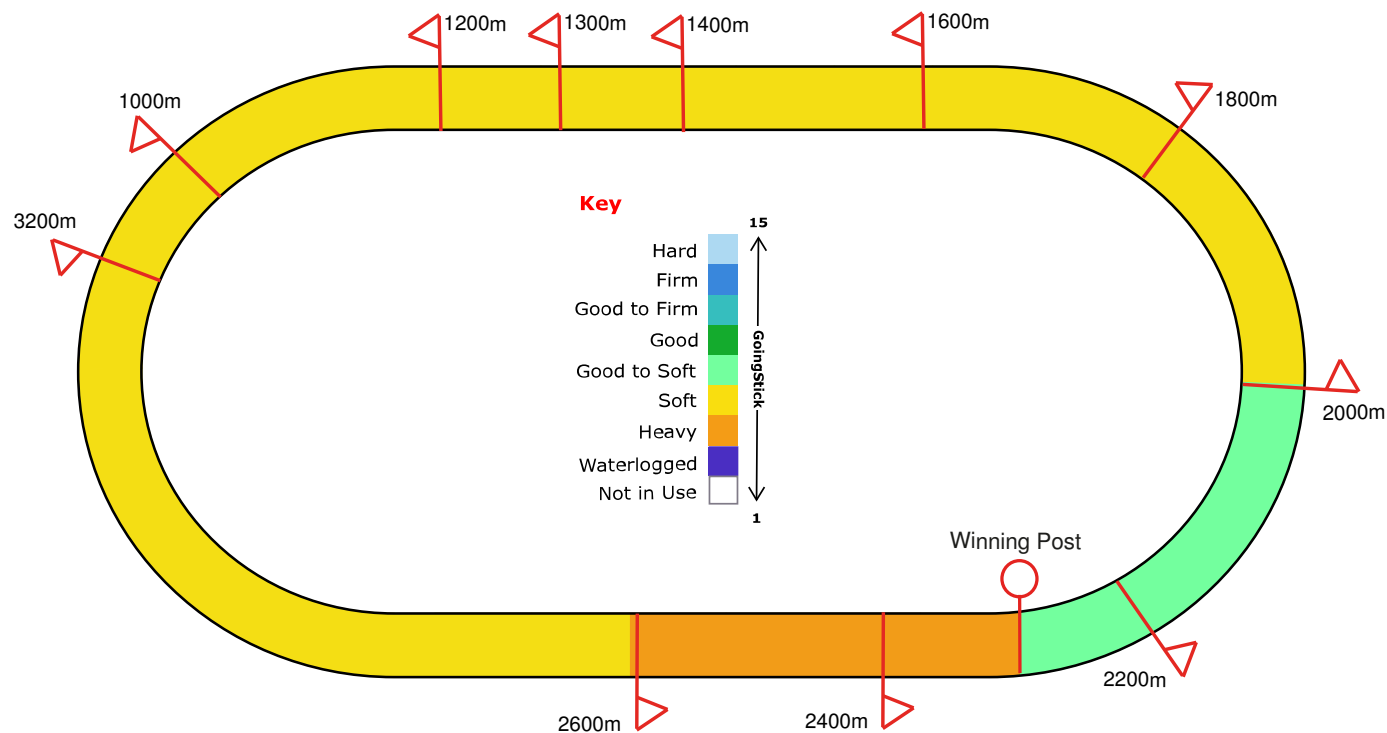 1200m
1300m
1400m
1600m
1000m
1800m
3200m
Key
15
Hard
Firm
Good to Firm
Good
Good to Soft
Soft
Heavy
Waterlogged
Not in Use
GoingStick
1
2000m
Winning Post
2200m
2600m
2400m